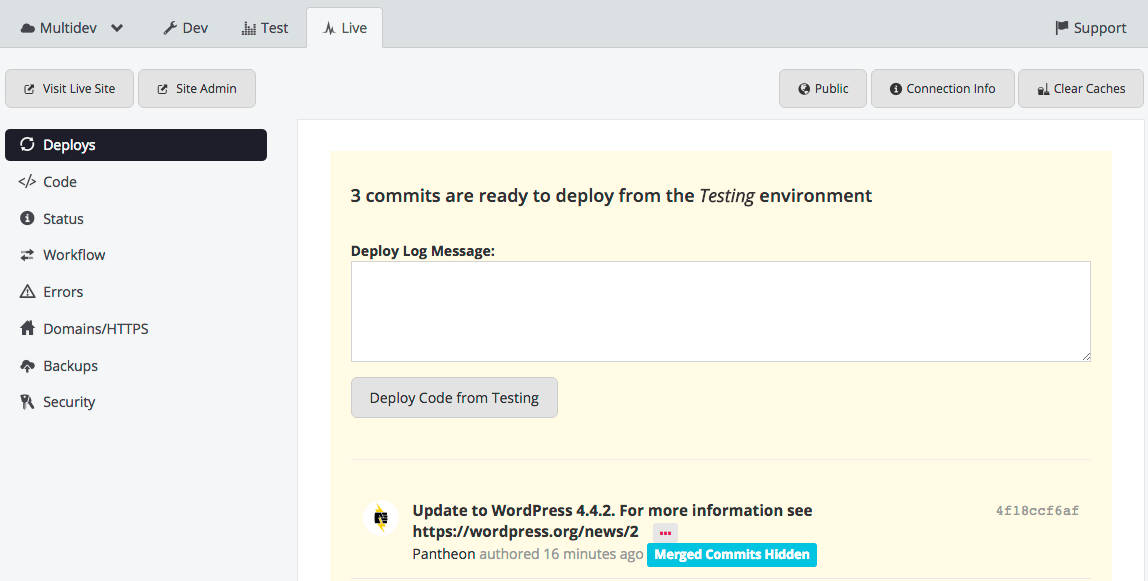 Multidev Dev Test Live Support
Visit Live Site Site Admin Public Connection Info Clear Caches
Deploys
Code
Status
Workflow
Errors
Domains/HTTPS
Backups
Security
3 commits are ready to deploy from the Testing environment
Deploy Log Message:
Deploy Code from Testing
Update to WordPress 4.4.2. For more information see 4f18ccf6af
https://wordpress.org/news/2 ...
Pantheon authored 16 minutes ago Merged Commits Hidden